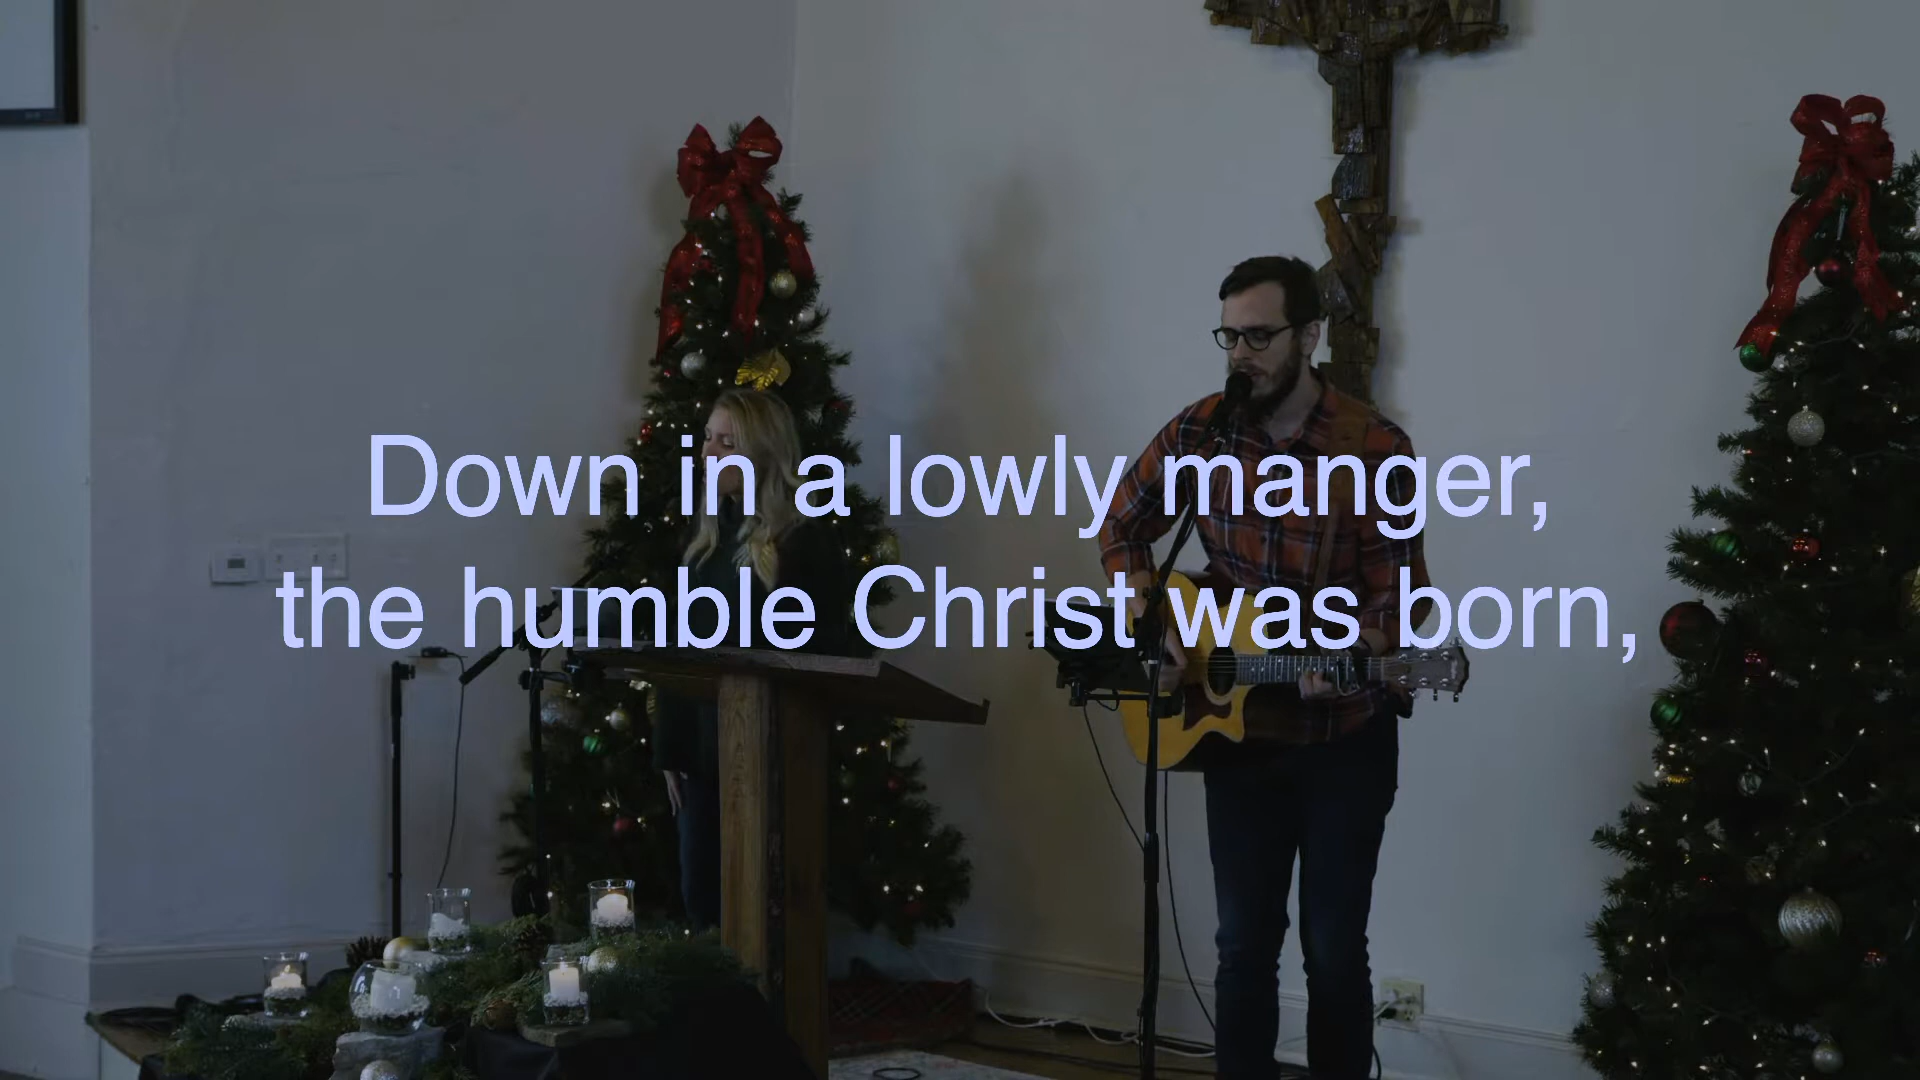 Down in a lowly manger,
the humble Christ was born,